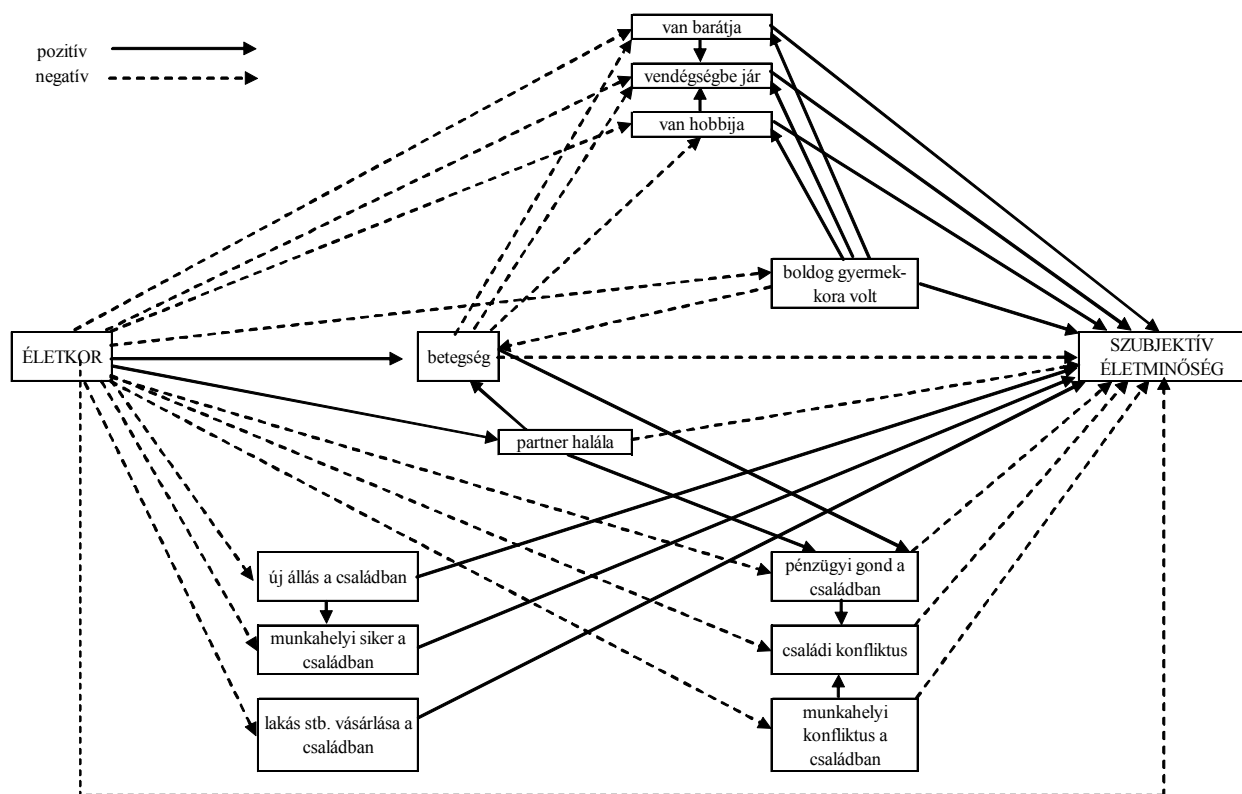 pozitív
negatív
van barátja
vendégségbe jár
van hobbija
boldog gyermek-
kora volt
ÉLETKOR
betegség
SZUBJEKTÍV
ÉLETMINŐSÉG
partner halála
új állás a családban
pénzügyi gond a
családban
munkahelyi siker a
családban
családi konfliktus
lakás stb. vásárlása a
családban
munkahelyi
konfliktus a
családban